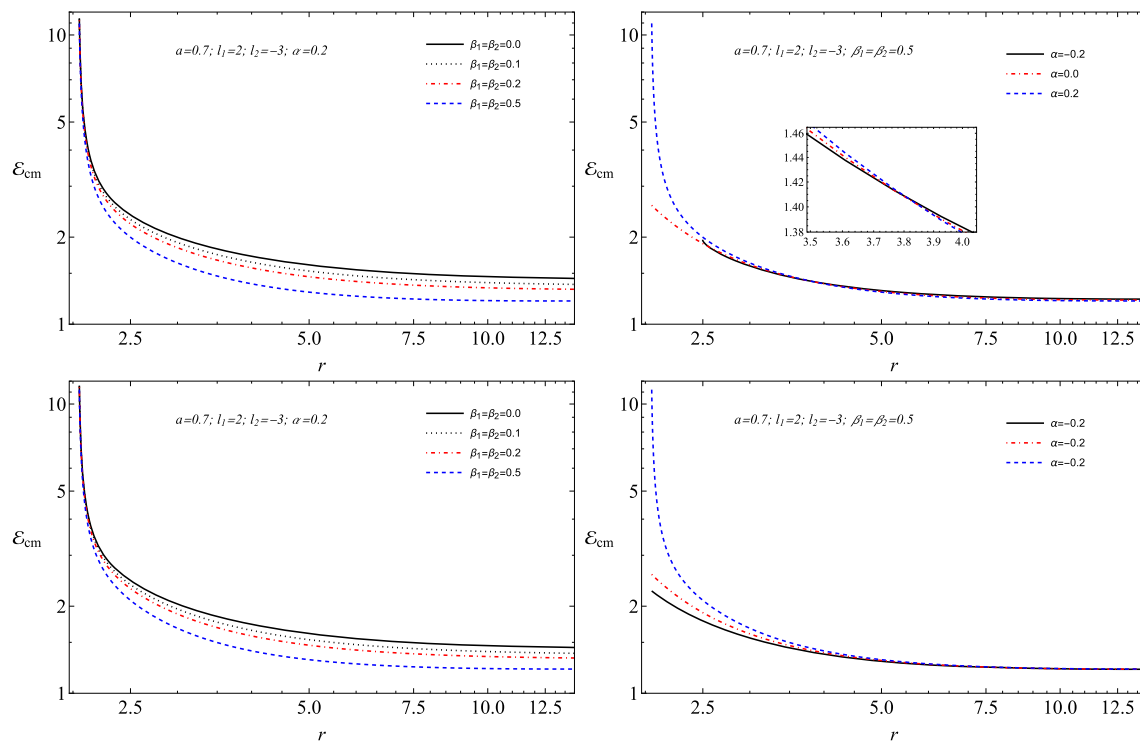 a=0.7; l₁=2; l₂=−3; α=0.2
β₁=β₂=0.0
β₁=β₂=0.1
β₁=β₂=0.2
β₁=β₂=0.5
10
5
2
1
ℰcm
2.5 5.0 7.5 10.0 12.5
r
a=0.7; l₁=2; l₂=−3; β₁=β₂=0.5
α=−0.2
α=0.0
α=0.2
10
5
2
1
ℰcm
1.46
1.44
1.42
1.40
1.38
3.5 3.6 3.7 3.8 3.9 4.0
2.5 5.0 7.5 10.0 12.5
r
a=0.7; l₁=2; l₂=−3; α=0.2
β₁=β₂=0.0
β₁=β₂=0.1
β₁=β₂=0.2
β₁=β₂=0.5
10
5
2
1
ℰcm
2.5 5.0 7.5 10.0 12.5
r
a=0.7; l₁=2; l₂=−3; β₁=β₂=0.5
α=−0.2
α=−0.2
α=−0.2
10
5
2
1
ℰcm
2.5 5.0 7.5 10.0 12.5
r